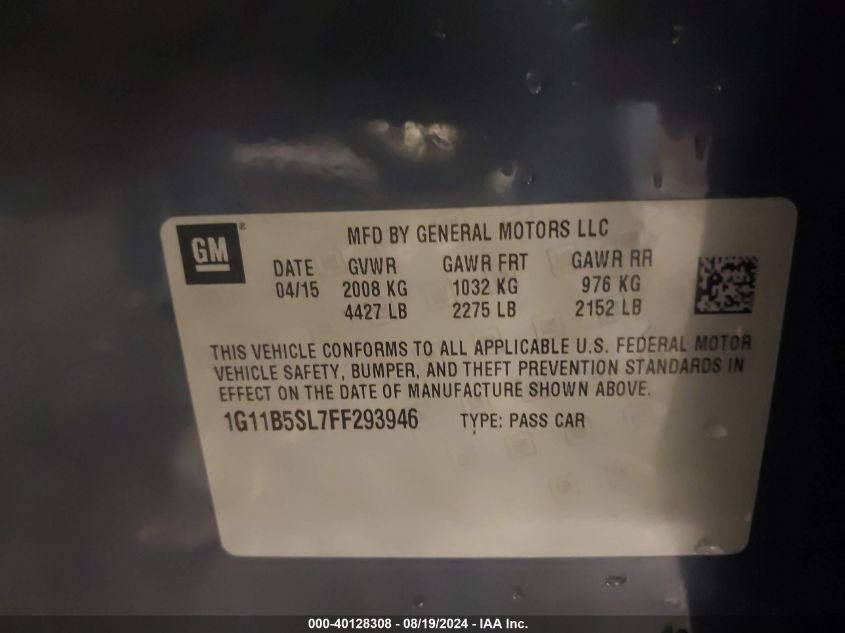 GM ®
MFD BY GENERAL MOTORS LLC
DATE GVWR GAWR FRT GAWR RR
04/15 2008 KG 1032 KG 976 KG
4427 LB 2275 LB 2152 LB
THIS VEHICLE CONFORMS TO ALL APPLICABLE U.S. FEDERAL MOTOR
VEHICLE SAFETY, BUMPER, AND THEFT PREVENTION STANDARDS IN
EFFECT ON THE DATE OF MANUFACTURE SHOWN ABOVE.
1G11B5SL7FF293946 TYPE: PASS CAR
000-40128308 - 08/19/2024 - IAA Inc.